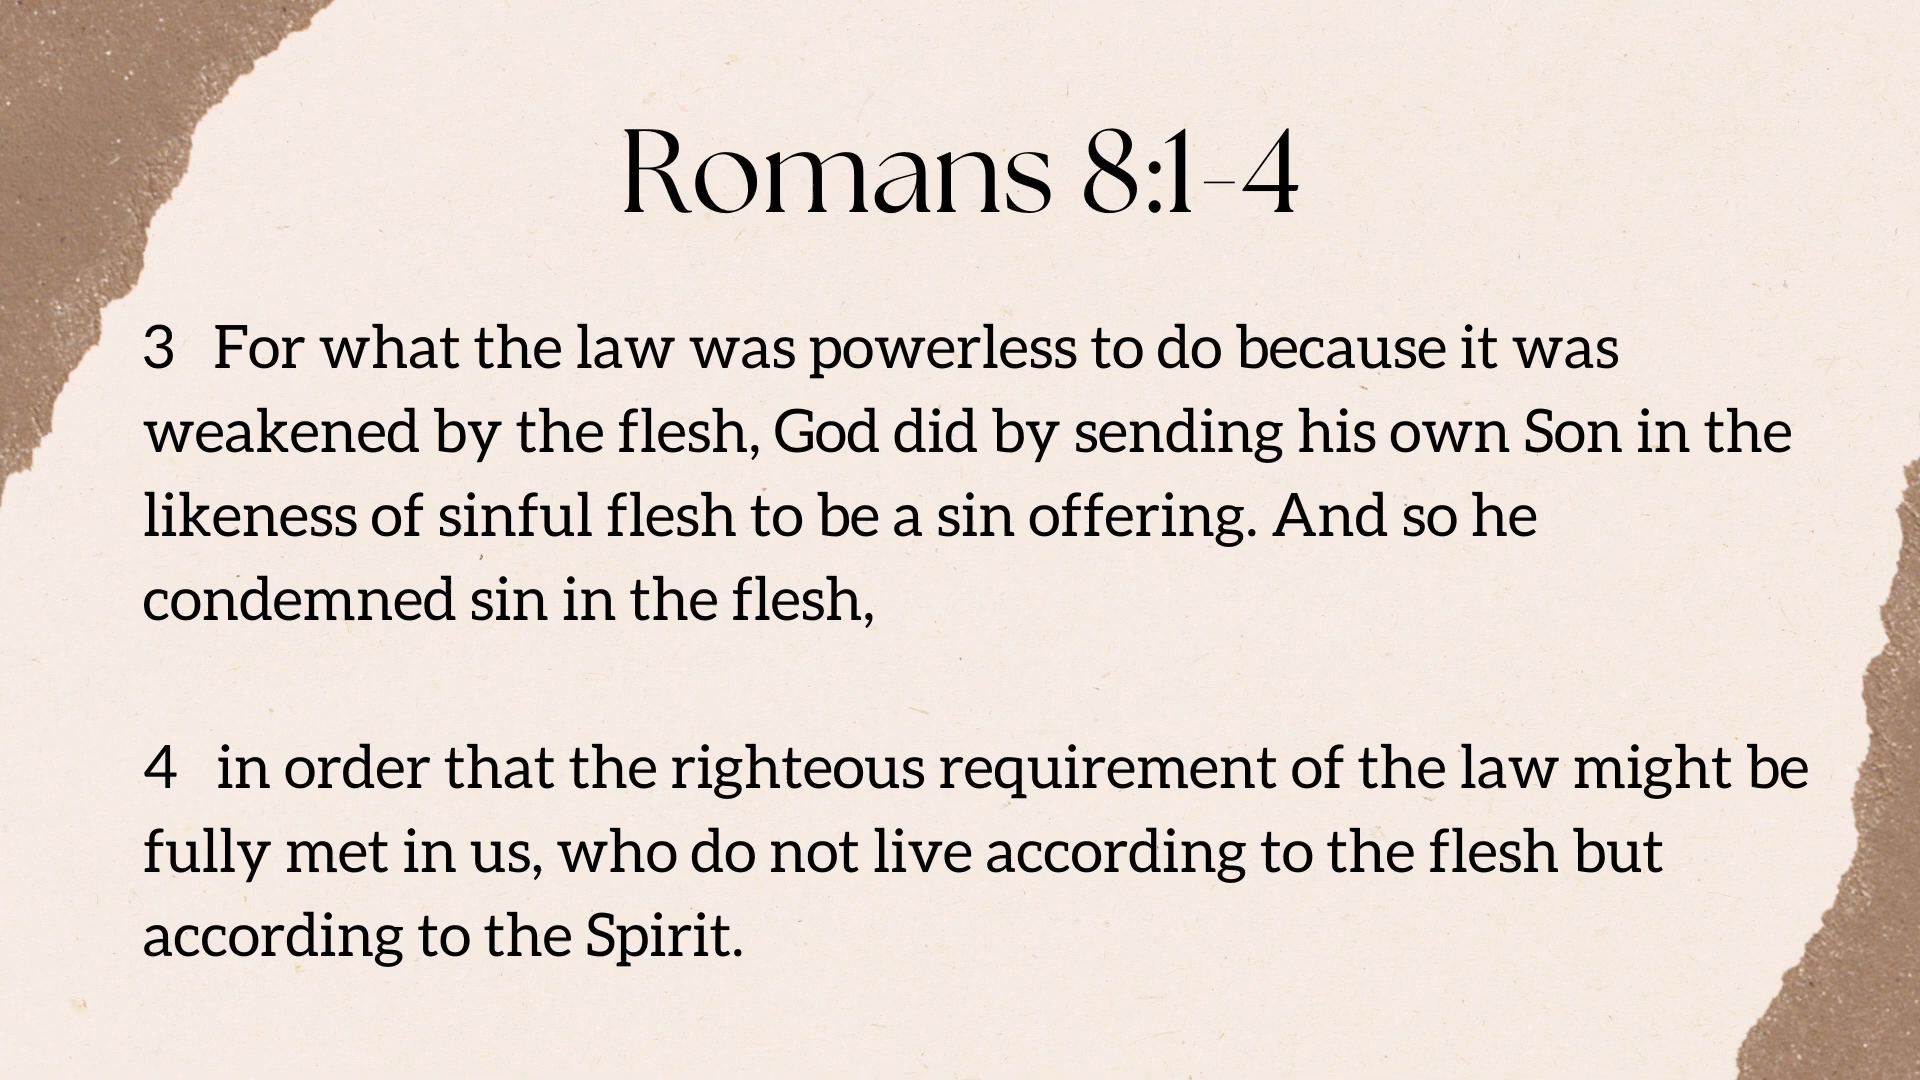 Romans 8:1-4
3 For what the law was powerless to do because it was
weakened by the flesh, God did by sending his own Son in the
likeness of sinful flesh to be a sin offering. And so he
condemned sin in the flesh,
4 in order that the righteous requirement of the law might be
fully met in us, who do not live according to the flesh but
according to the Spirit.